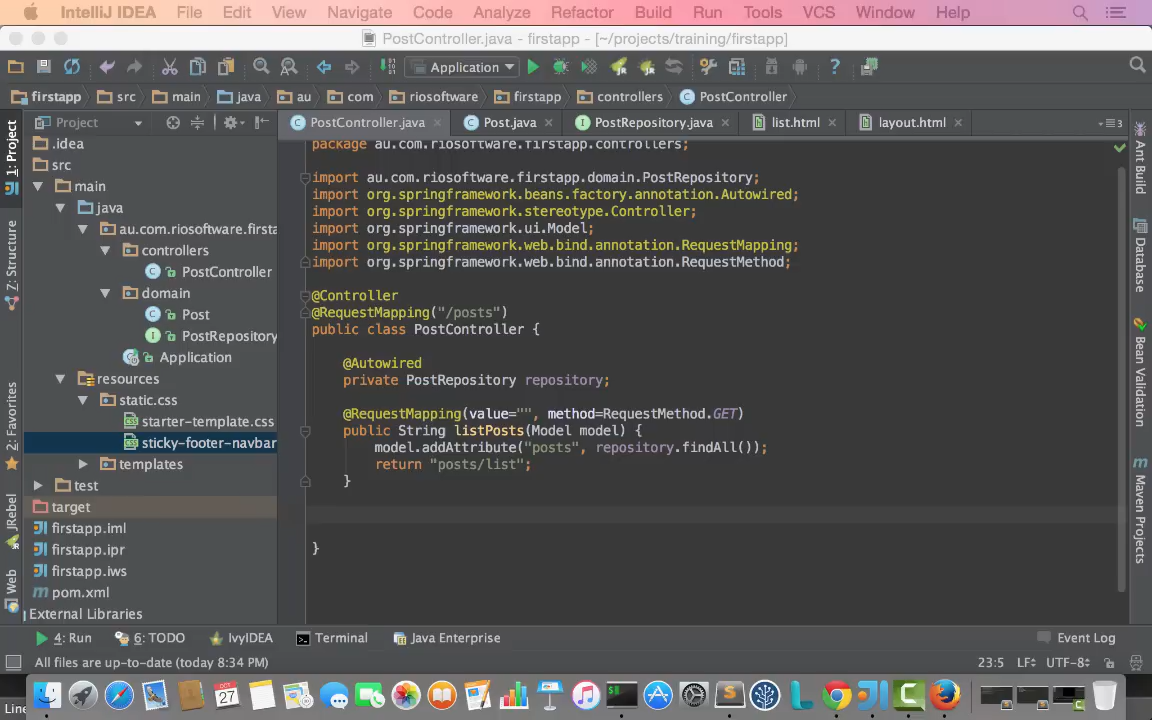 IntelliJ IDEA File Edit View Navigate Code Analyze Refactor Build Run Tools VCS Window Help
PostController.java - firstapp - [~/projects/training/firstapp]
Application
firstapp src main java au com riosoftware firstapp controllers PostController
Project
PostController.java Post.java PostRepository.java list.html layout.html
3
1: Project
Z: Structure
2: Favorites
JRebel
Web
.idea
src
main
java
au.com.riosoftware.firsta
controllers
PostController
domain
Post
PostRepository
Application
resources
static.css
starter-template.css
sticky-footer-navbar
templates
test
target
firstapp.iml
firstapp.ipr
firstapp.iws
pom.xml
External Libraries
package au.com.riosoftware.firstapp.controllers;
import au.com.riosoftware.firstapp.domain.PostRepository;
import org.springframework.beans.factory.annotation.Autowired;
import org.springframework.stereotype.Controller;
import org.springframework.ui.Model;
import org.springframework.web.bind.annotation.RequestMapping;
import org.springframework.web.bind.annotation.RequestMethod;
@Controller
@RequestMapping("/posts")
public class PostController {
@Autowired
private PostRepository repository;
@RequestMapping(value="", method=RequestMethod.GET)
public String listPosts(Model model) {
model.addAttribute("posts", repository.findAll());
return "posts/list";
}
}
Ant Build
Database
Bean Validation
Maven Projects
4: Run 6: TODO IvyIDEA Terminal Java Enterprise Event Log
All files are up-to-date (today 8:34 PM) 23:5 LF UTF-8
OCT
27
Line